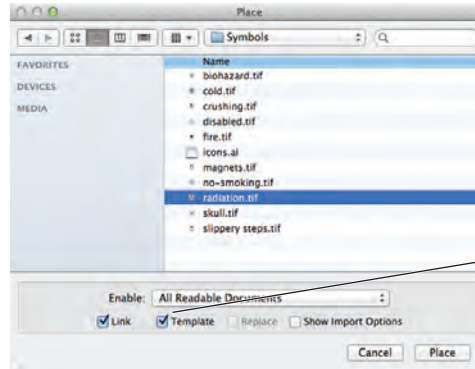 Place
Symbols
FAVORITES
DEVICES
MEDIA
Name
biohazard.tif
cold.tif
crushing.tif
disabled.tif
fire.tif
icons.ai
magnets.tif
no-smoking.tif
radiation.tif
skull.tif
slippery steps.tif
Enable: All Readable Documents
Link Template Replace Show Import Options
Cancel Place